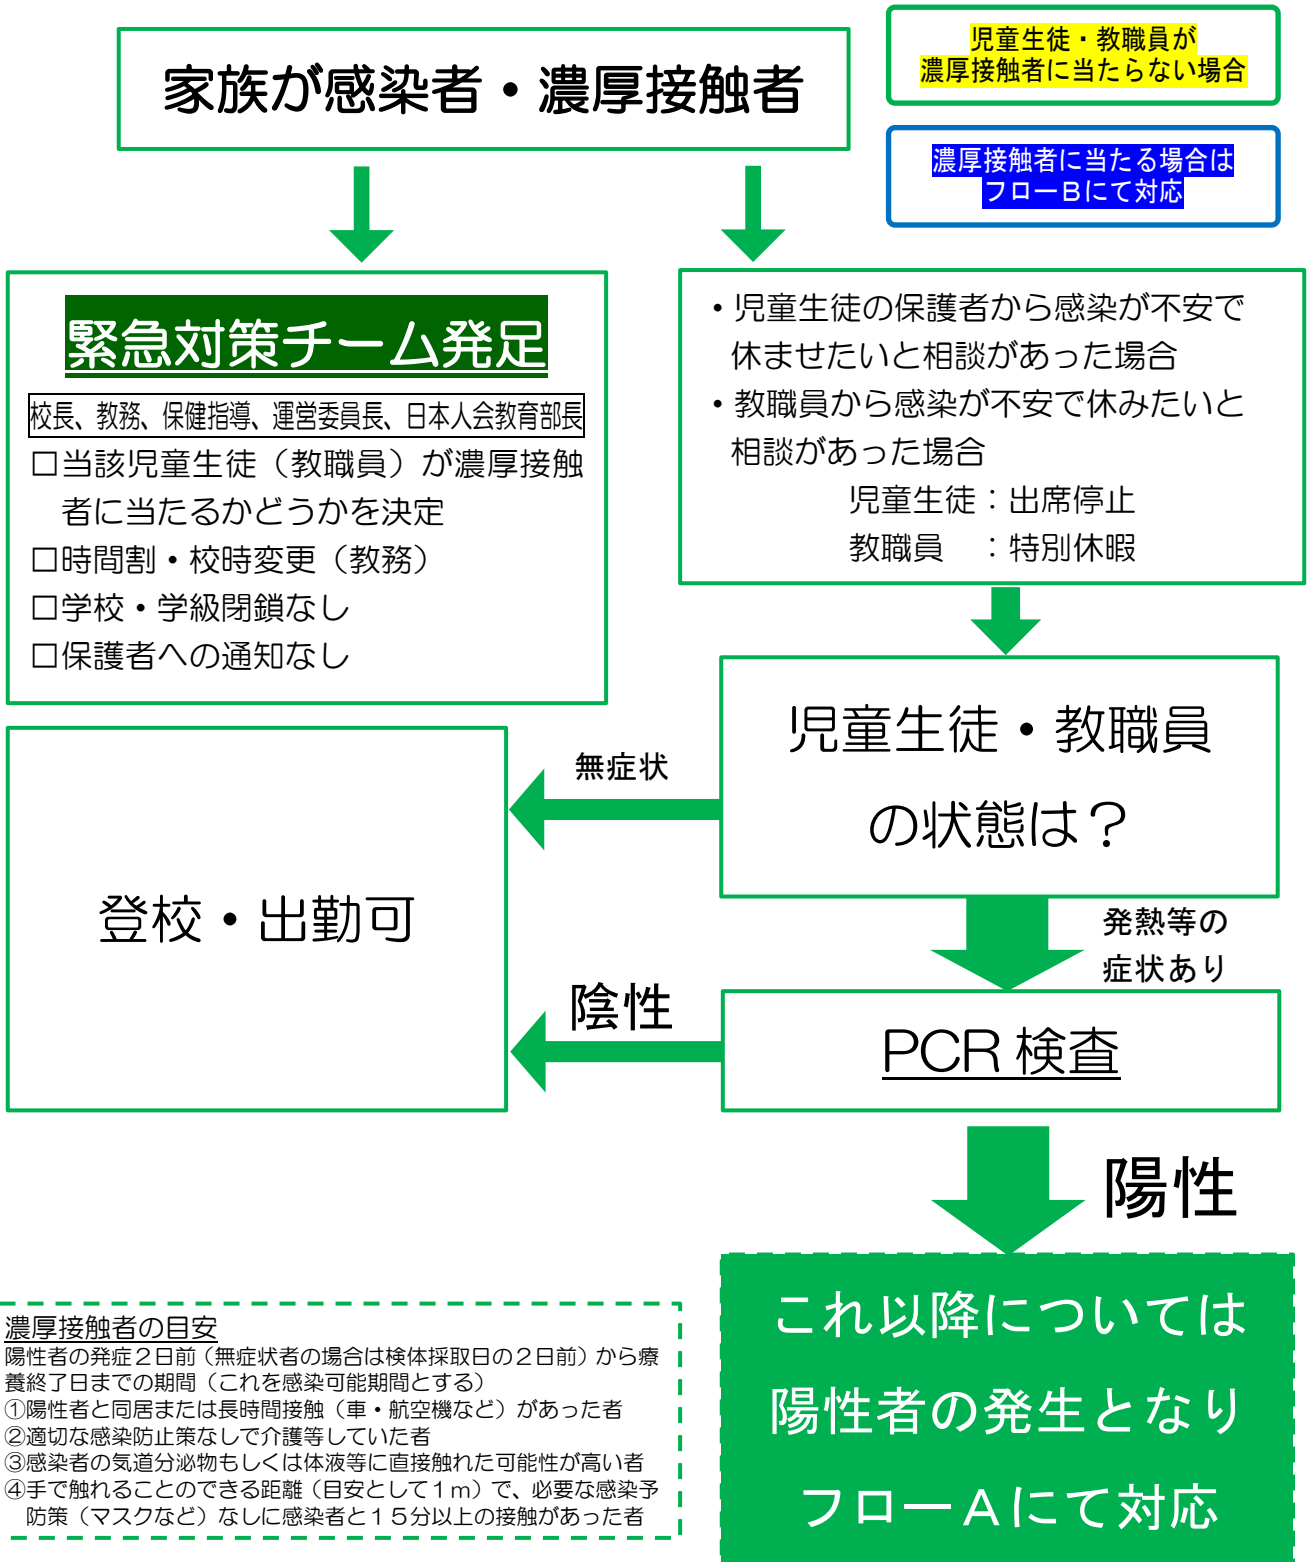 家族が感染者・濃厚接触者
児童生徒・教職員が
濃厚接触者に当たらない場合
濃厚接触者に当たる場合は
フローBにて対応
緊急対策チーム発足
校長、教務、保健指導、運営委員長、日本人会教育部長
□当該児童生徒（教職員）が濃厚接触
者に当たるかどうかを決定
□時間割・校時変更（教務）
□学校・学級閉鎖なし
□保護者への通知なし
・児童生徒の保護者から感染が不安で
休ませたいと相談があった場合
・教職員から感染が不安で休みたいと
相談があった場合
児童生徒：出席停止
教職員　：特別休暇
児童生徒・教職員
の状態は？
無症状
登校・出勤可
発熱等の
症状あり
陰性
PCR 検査
陽性
これ以降については
陽性者の発生となり
フローAにて対応
濃厚接触者の目安
陽性者の発症２日前（無症状者の場合は検体採取日の２日前）から療
養終了日までの期間（これを感染可能期間とする）
①陽性者と同居または長時間接触（車・航空機など）があった者
②適切な感染防止策なしで介護等していた者
③感染者の気道分泌物もしくは体液等に直接触れた可能性が高い者
④手で触れることのできる距離（目安として１ｍ）で、必要な感染予
防策（マスクなど）なしに感染者と１５分以上の接触があった者